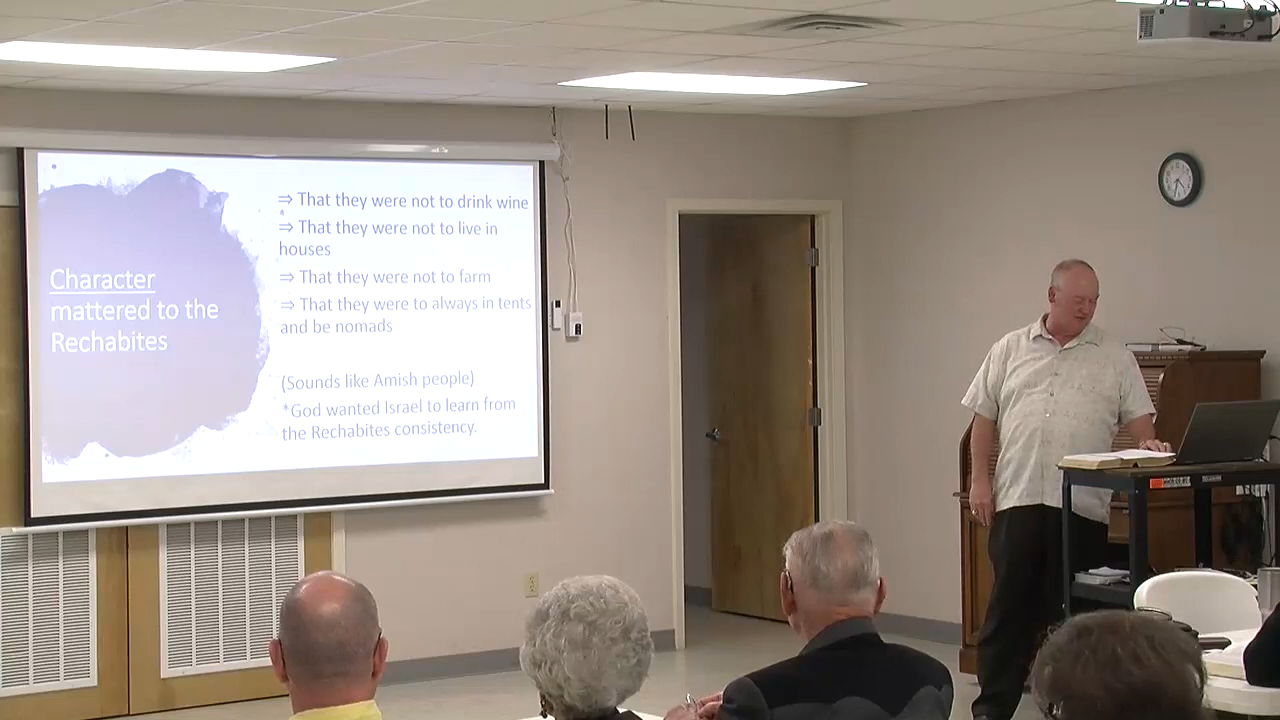 Character
mattered to the
Rechabites
⇒ That they were not to drink wine
⇒ That they were not to live in
houses
⇒ That they were not to farm
⇒ That they were to always in tents
and be nomads
(Sounds like Amish people)
*God wanted Israel to learn from
the Rechabites consistency.